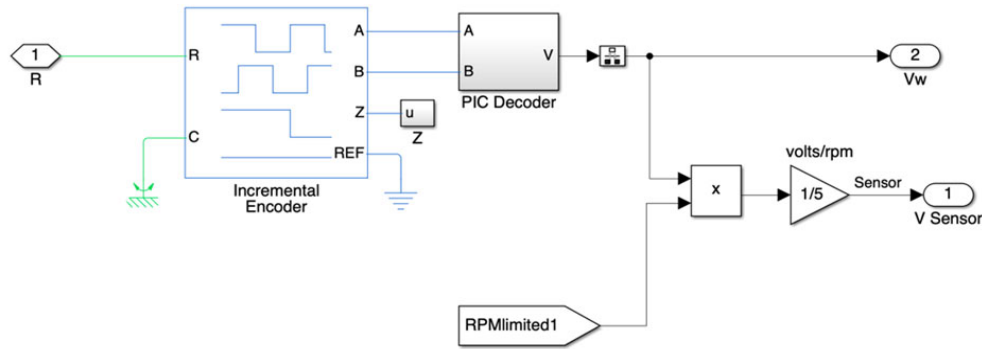 1
R
R
C
A
B
Z
REF
Incremental
Encoder
u
Z
A
B
V
PIC Decoder
2
Vw
x
volts/rpm
1/5
Sensor
1
V Sensor
RPMlimited1